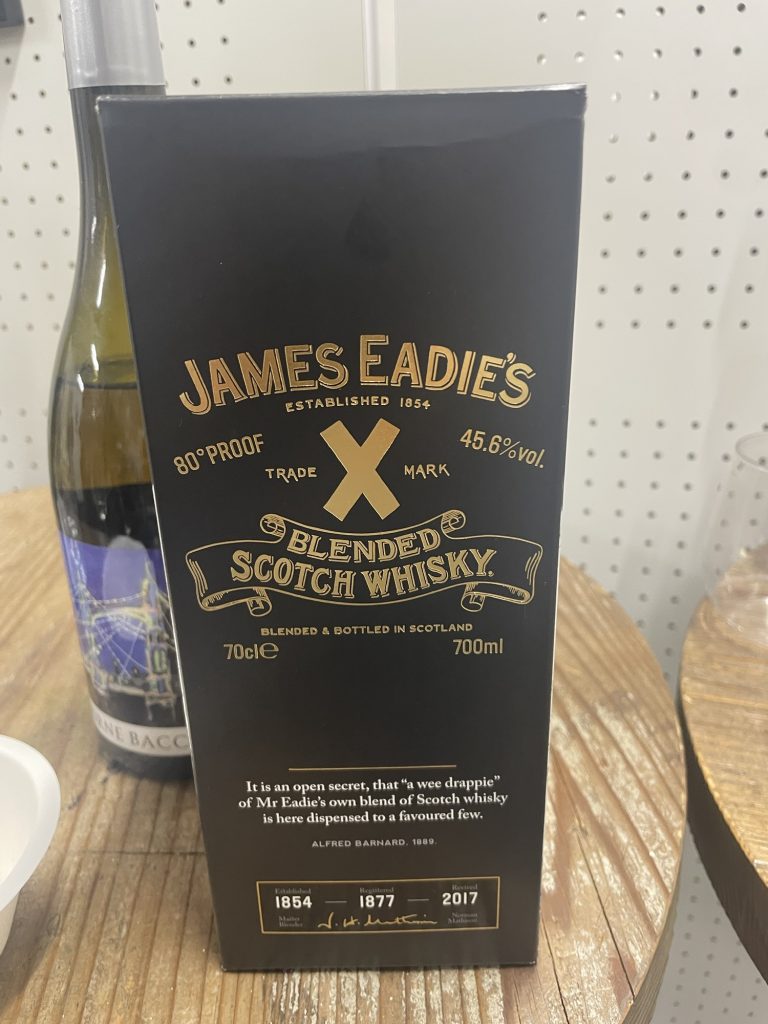 JAMES EADIE'S
ESTABLISHED 1854
80° PROOF
45.6%vol.
TRADE X MARK
BLENDED
SCOTCH WHISKY.
BLENDED & BOTTLED IN SCOTLAND
70cl℮
700ml
It is an open secret, that “a wee drappie”
of Mr Eadie's own blend of Scotch whisky
is here dispensed to a favoured few.
ALFRED BARNARD. 1889.
Established Registered Revived
1854 — 1877 — 2017
Master
Blender
Norman
Mathison
BACC